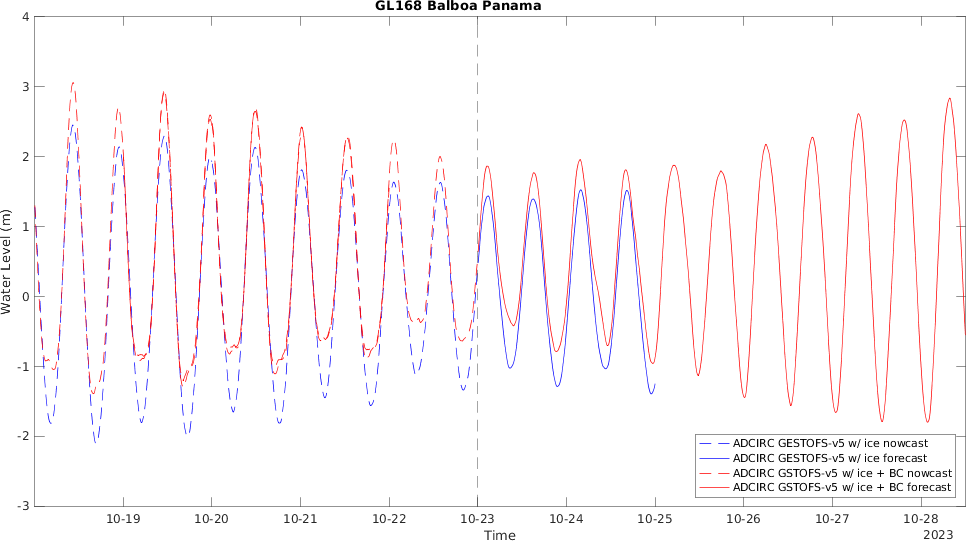 GL168 Balboa Panama
4
3
2
1
0
-1
-2
-3
Water Level (m)
ADCIRC GESTOFS-v5 w/ ice nowcast
ADCIRC GESTOFS-v5 w/ ice forecast
ADCIRC GSTOFS-v5 w/ ice + BC nowcast
ADCIRC GSTOFS-v5 w/ ice + BC forecast
10-19 10-20 10-21 10-22 10-23 10-24 10-25 10-26 10-27 10-28
Time
2023